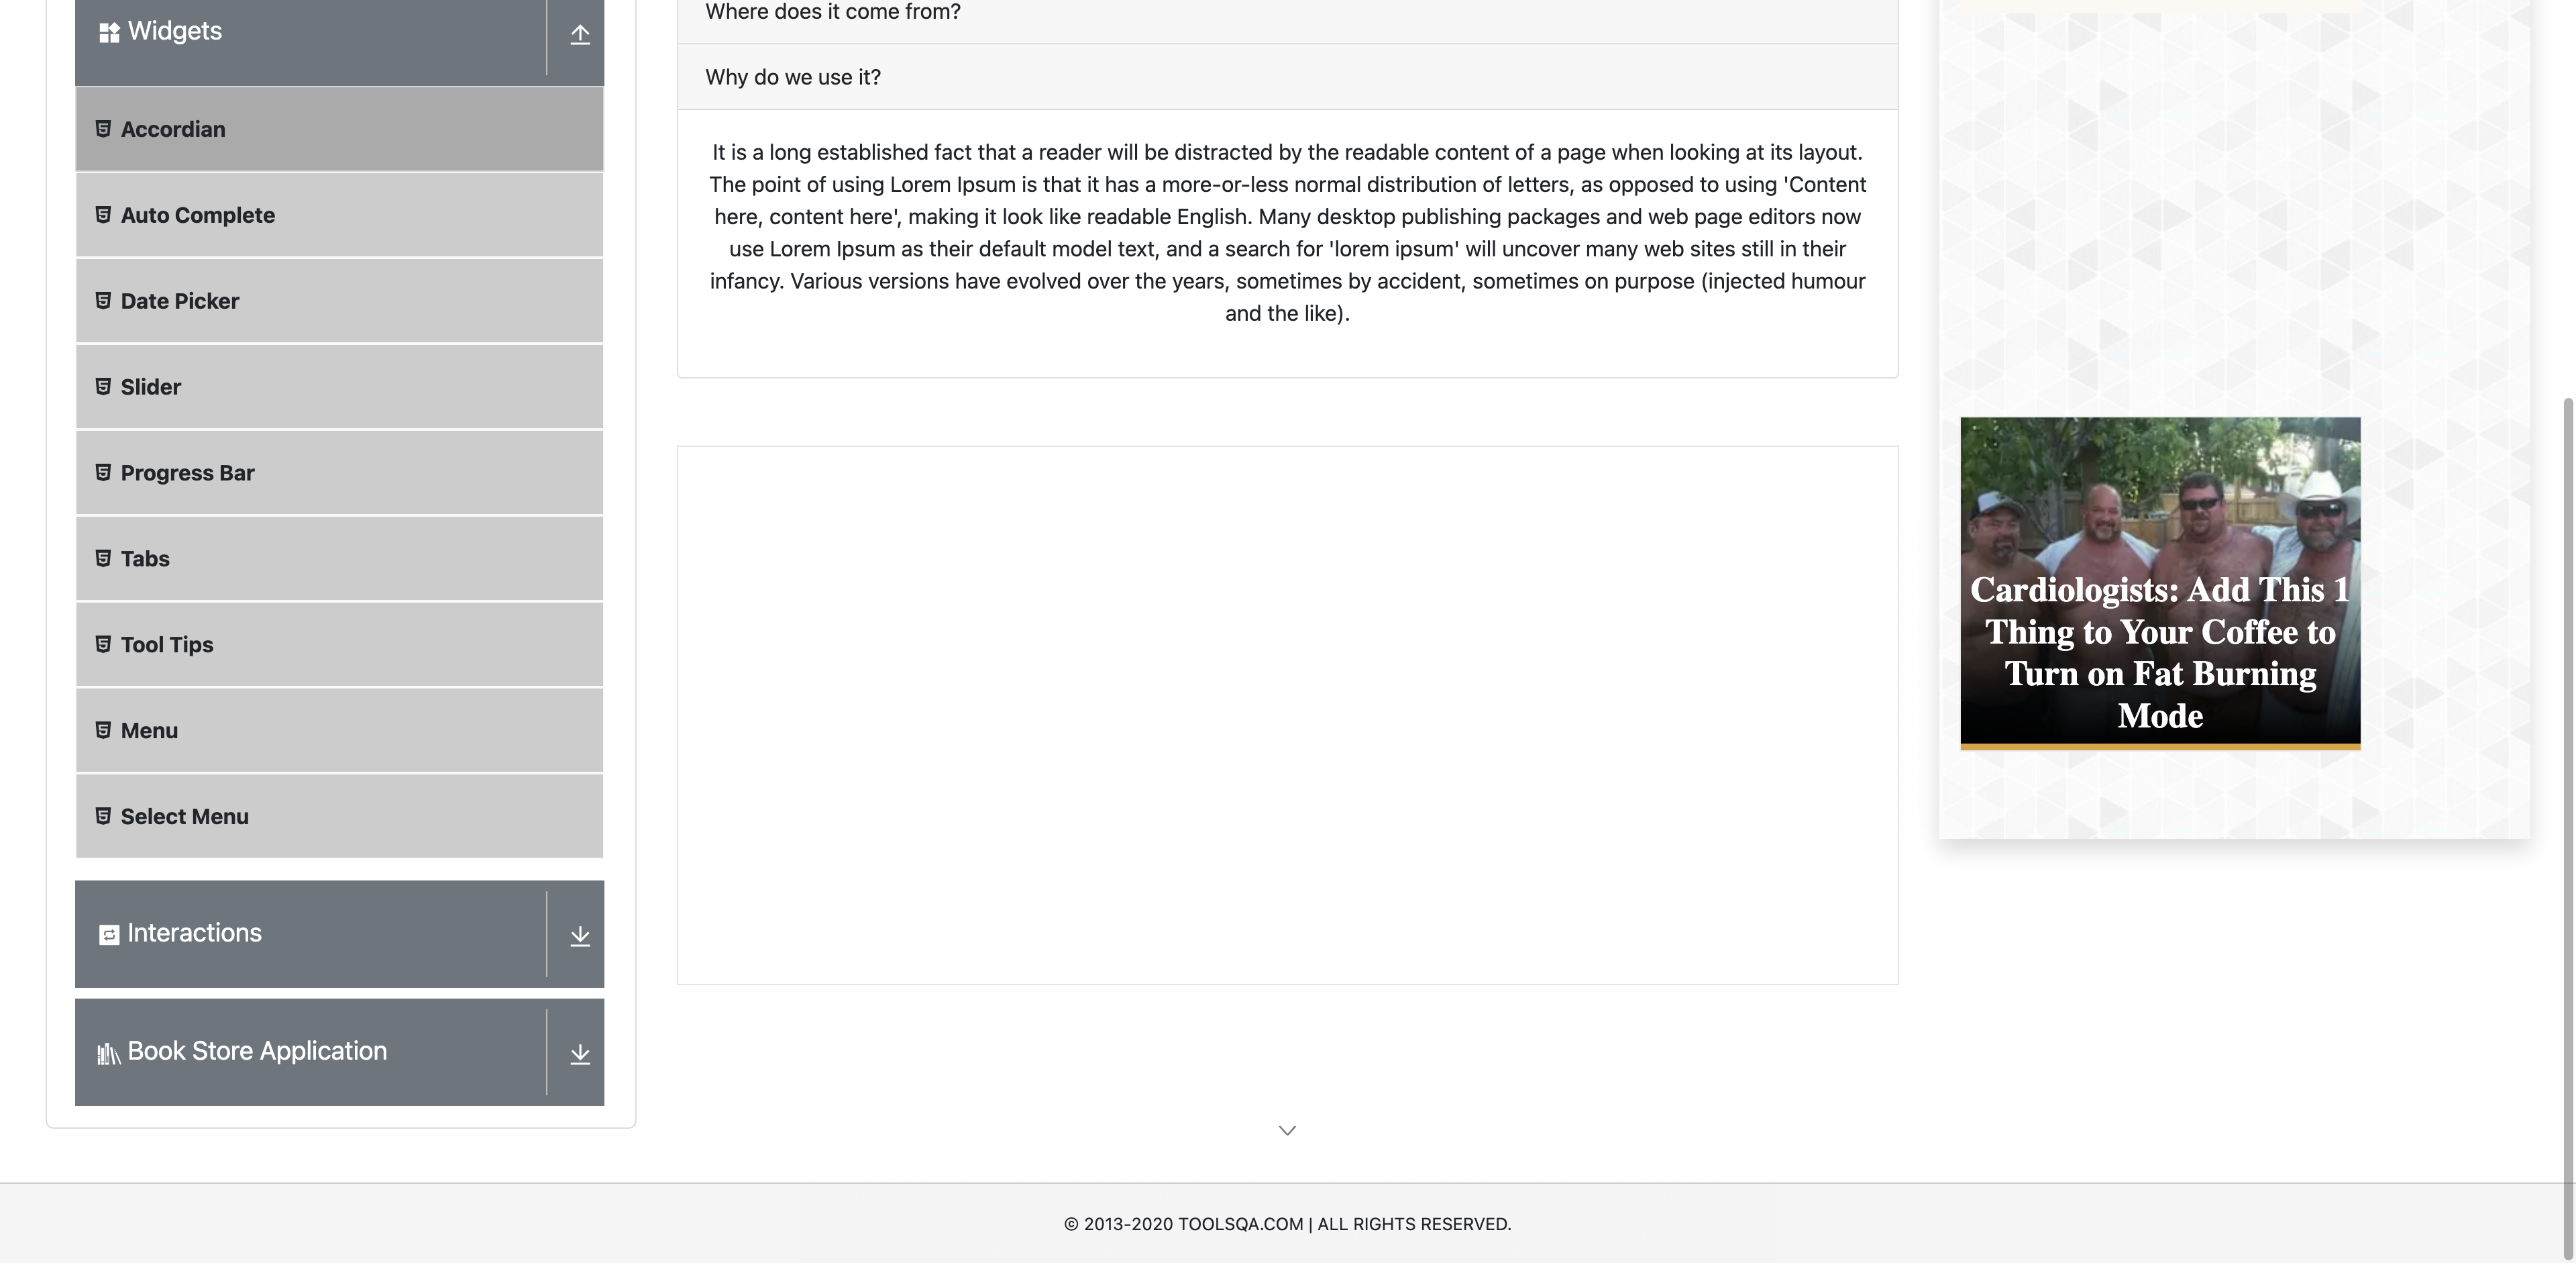 Widgets
Accordian
Auto Complete
Date Picker
Slider
Progress Bar
Tabs
Tool Tips
Menu
Select Menu
Interactions
Book Store Application
Where does it come from?
Why do we use it?
It is a long established fact that a reader will be distracted by the readable content of a page when looking at its layout.
The point of using Lorem Ipsum is that it has a more-or-less normal distribution of letters, as opposed to using 'Content
here, content here', making it look like readable English. Many desktop publishing packages and web page editors now
use Lorem Ipsum as their default model text, and a search for 'lorem ipsum' will uncover many web sites still in their
infancy. Various versions have evolved over the years, sometimes by accident, sometimes on purpose (injected humour
and the like).
Cardiologists: Add This 1
Thing to Your Coffee to
Turn on Fat Burning
Mode
© 2013-2020 TOOLSQA.COM | ALL RIGHTS RESERVED.